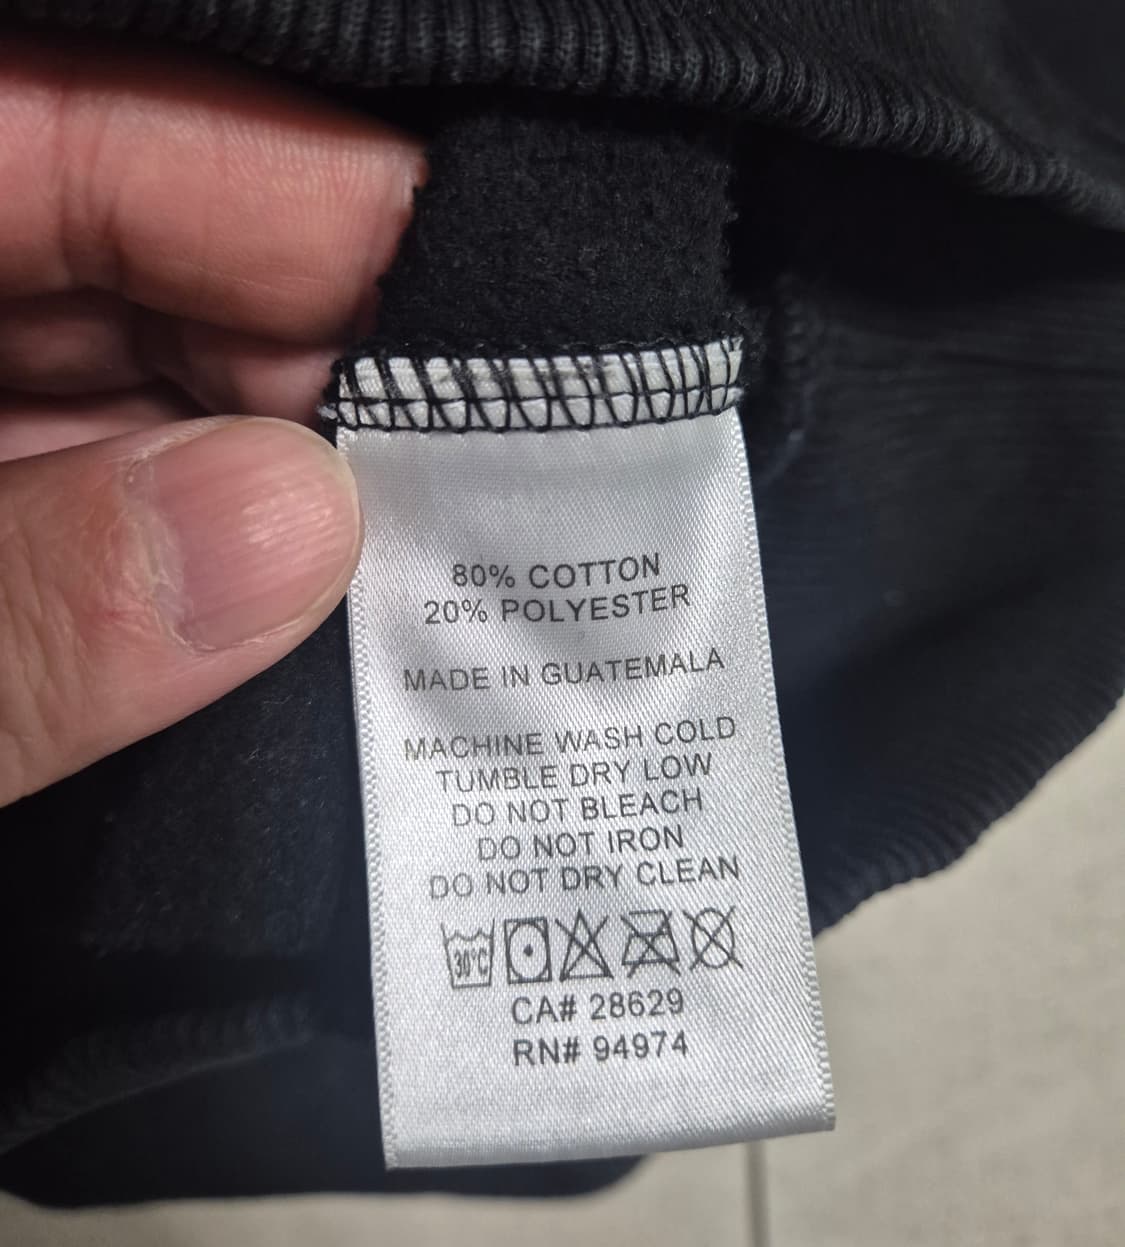 80% COTTON
20% POLYESTER
MADE IN GUATEMALA
MACHINE WASH COLD
TUMBLE DRY LOW
DO NOT BLEACH
DO NOT IRON
DO NOT DRY CLEAN
30°C
CA# 28629
RN# 94974